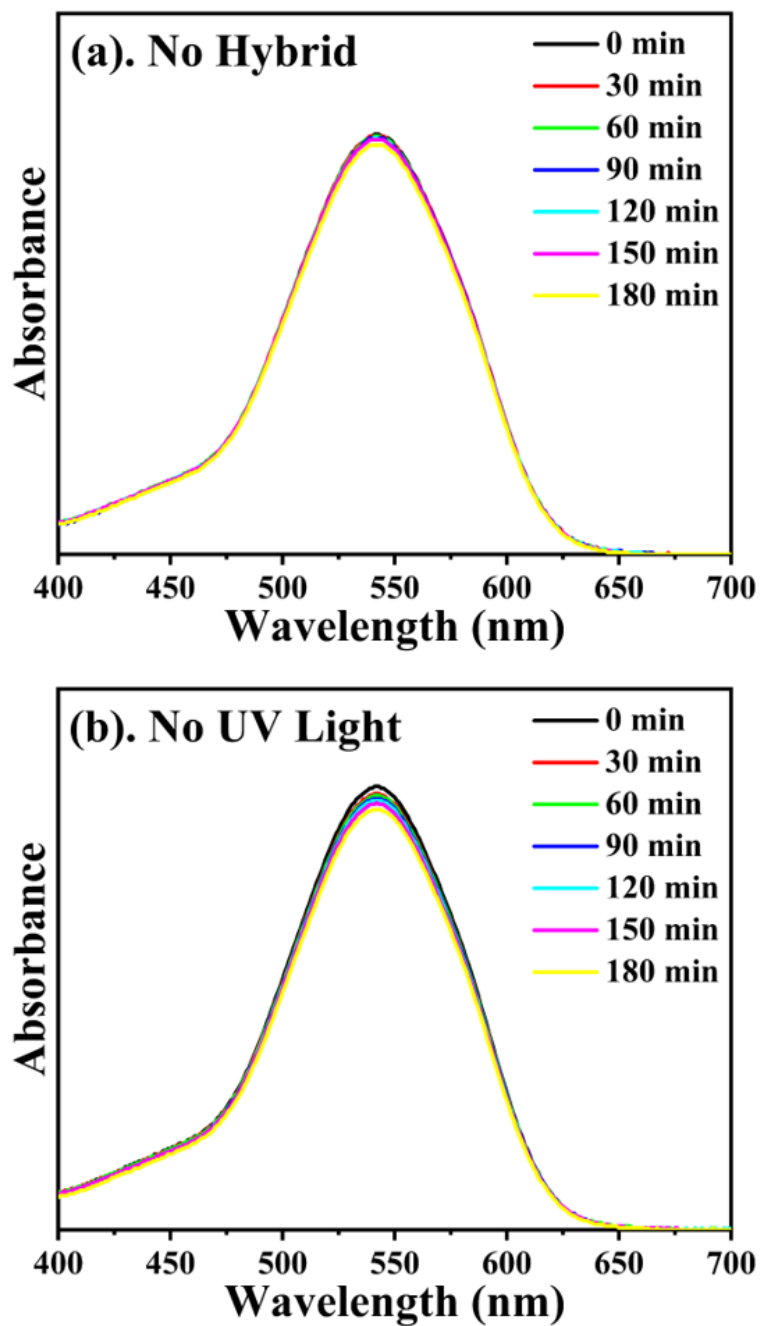 (a). No Hybrid
0 min
30 min
60 min
90 min
120 min
150 min
180 min
Absorbance
400 450 500 550 600 650 700
Wavelength (nm)
(b). No UV Light
0 min
30 min
60 min
90 min
120 min
150 min
180 min
Absorbance
400 450 500 550 600 650 700
Wavelength (nm)